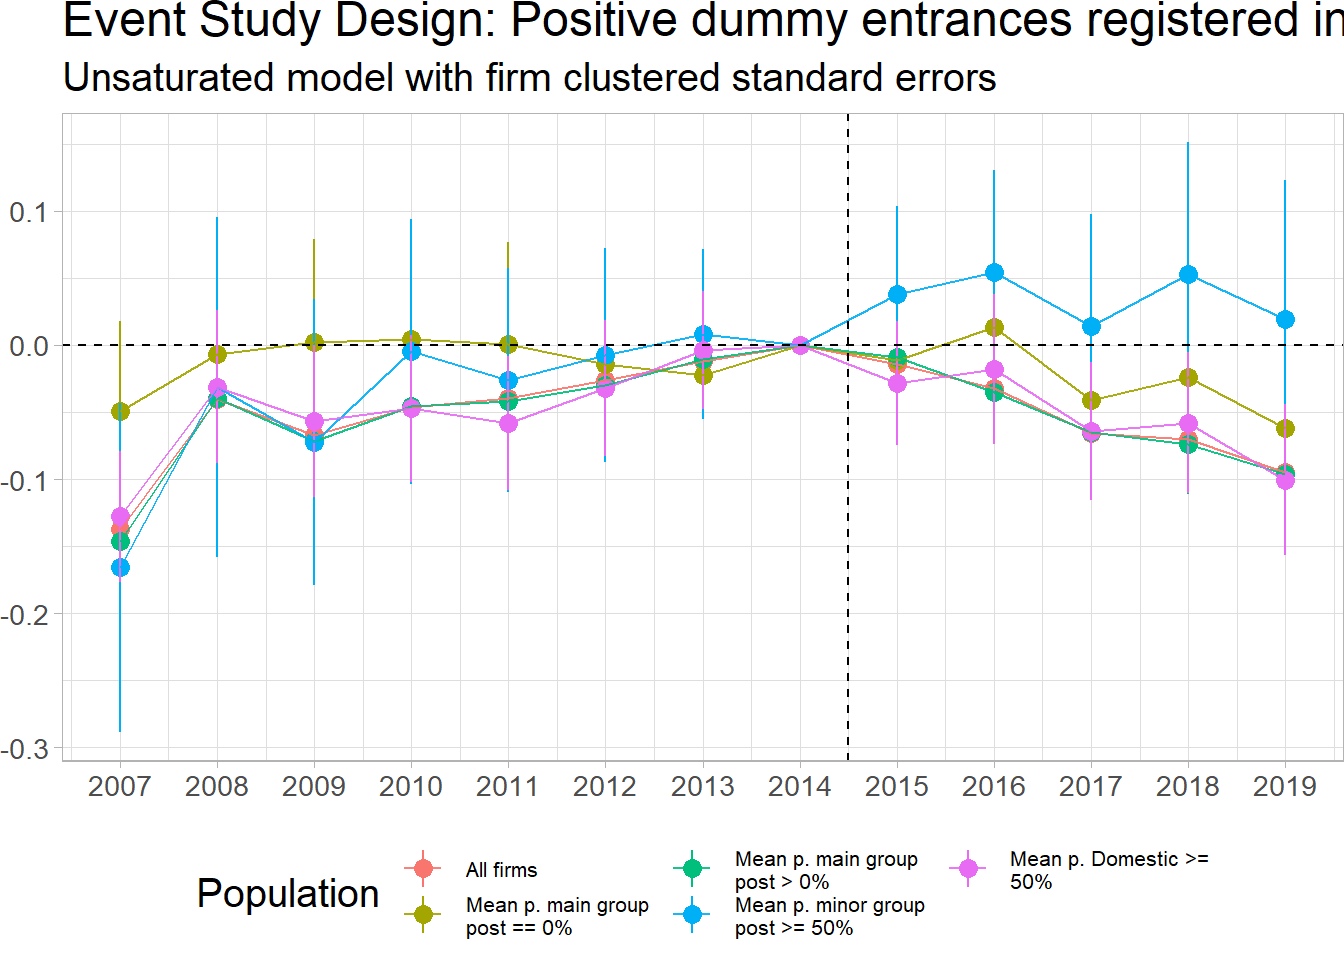 Event Study Design: Positive dummy entrances registered in
Unsaturated model with firm clustered standard errors
0.1
0.0
-0.1
-0.2
-0.3
2007 2008 2009 2010 2011 2012 2013 2014 2015 2016 2017 2018 2019
Population
All firms
Mean p. main group
post == 0%
Mean p. main group
post > 0%
Mean p. minor group
post >= 50%
Mean p. Domestic >=
50%